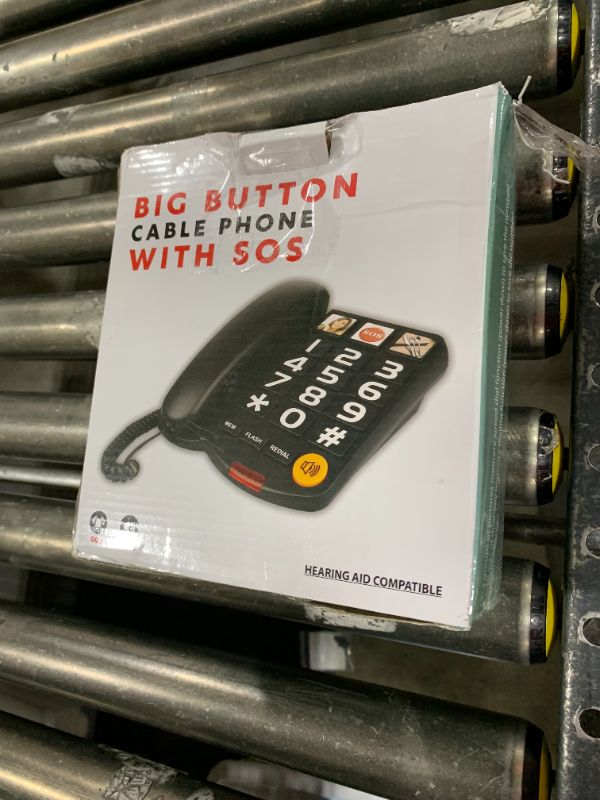 BIG BUTTON
CABLE PHONE
WITH SOS
SOS
1 2 3
4 5 6
7 8 9
* 0 #
MEM FLASH REDIAL
HEARING AID COMPATIBLE